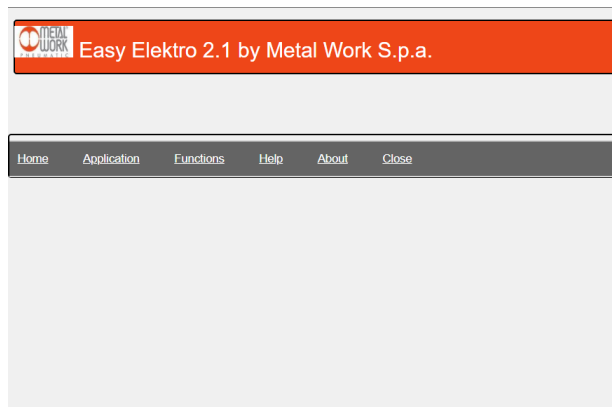 METAL
WORK
PNEUMATIC
Easy Elektro 2.1 by Metal Work S.p.a.
Home Application Functions Help About Close